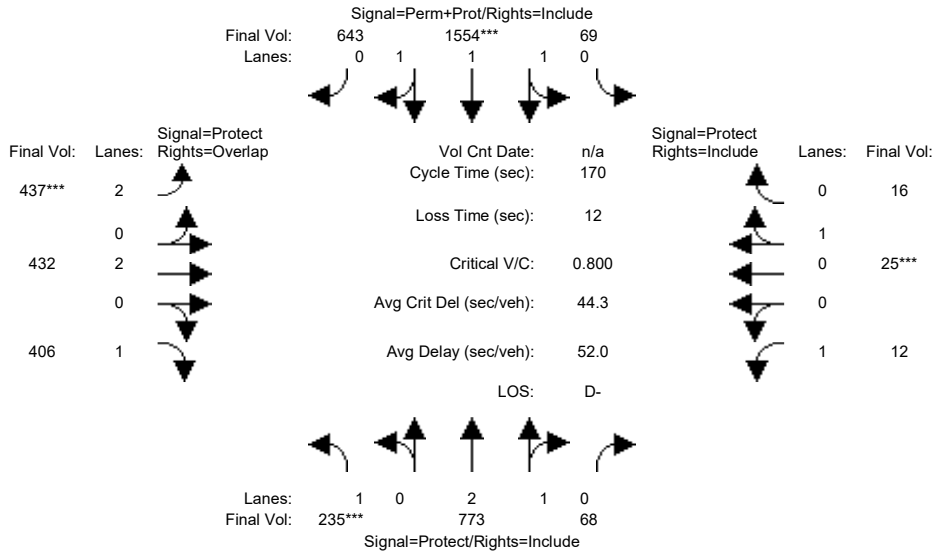 Signal=Perm+Prot/Rights=Include
Final Vol: 643 1554*** 69
Lanes: 0 1 1 1 0
Signal=Protect
Final Vol: Lanes: Rights=Overlap
Vol Cnt Date: n/a
Signal=Protect
Rights=Include Lanes: Final Vol:
Cycle Time (sec): 170
437*** 2
0 16
Loss Time (sec): 12
0
1
432 2
Critical V/C: 0.800
0 25***
0
Avg Crit Del (sec/veh): 44.3
0
406 1
Avg Delay (sec/veh): 52.0
1 12
LOS: D-
Lanes: 1 0 2 1 0
Final Vol: 235*** 773 68
Signal=Protect/Rights=Include